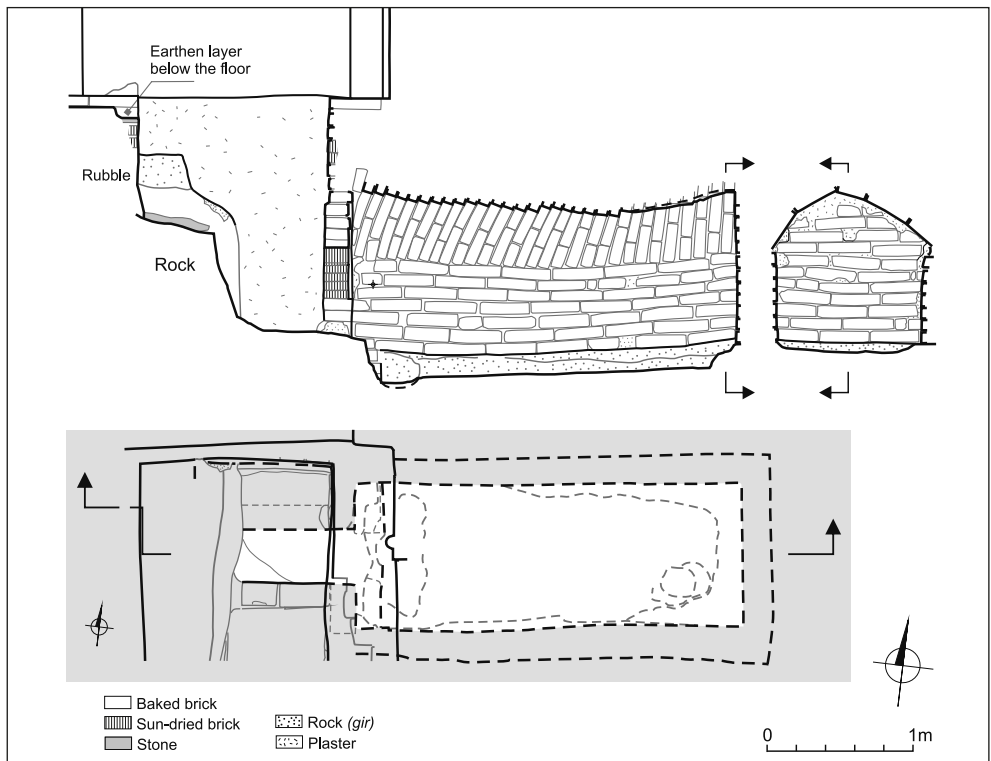 Earthen layer
below the floor
Rubble
Rock
Baked brick
Sun-dried brick
Stone
Rock (gir)
Plaster
0 1m